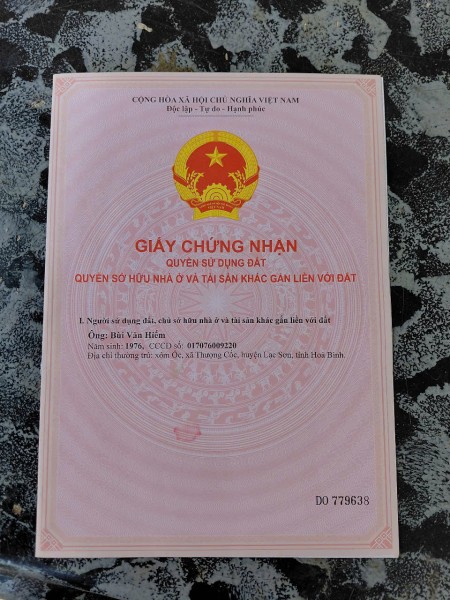 CỘNG HÒA XÃ HỘI CHỦ NGHĨA VIỆT NAM
Độc lập - Tự do - Hạnh phúc
GIẤY CHỨNG NHẬN
QUYỀN SỬ DỤNG ĐẤT
QUYỀN SỞ HỮU NHÀ Ở VÀ TÀI SẢN KHÁC GẮN LIỀN VỚI ĐẤT
I. Người sử dụng đất, chủ sở hữu nhà ở và tài sản khác gắn liền với đất
Ông: Bùi Văn Hiểm
Năm sinh: 1976, CCCD số: 017076009220
Địa chỉ thường trú: xóm Óc, xã Thượng Cốc, huyện Lạc Sơn, tỉnh Hoà Bình.
DO 779638